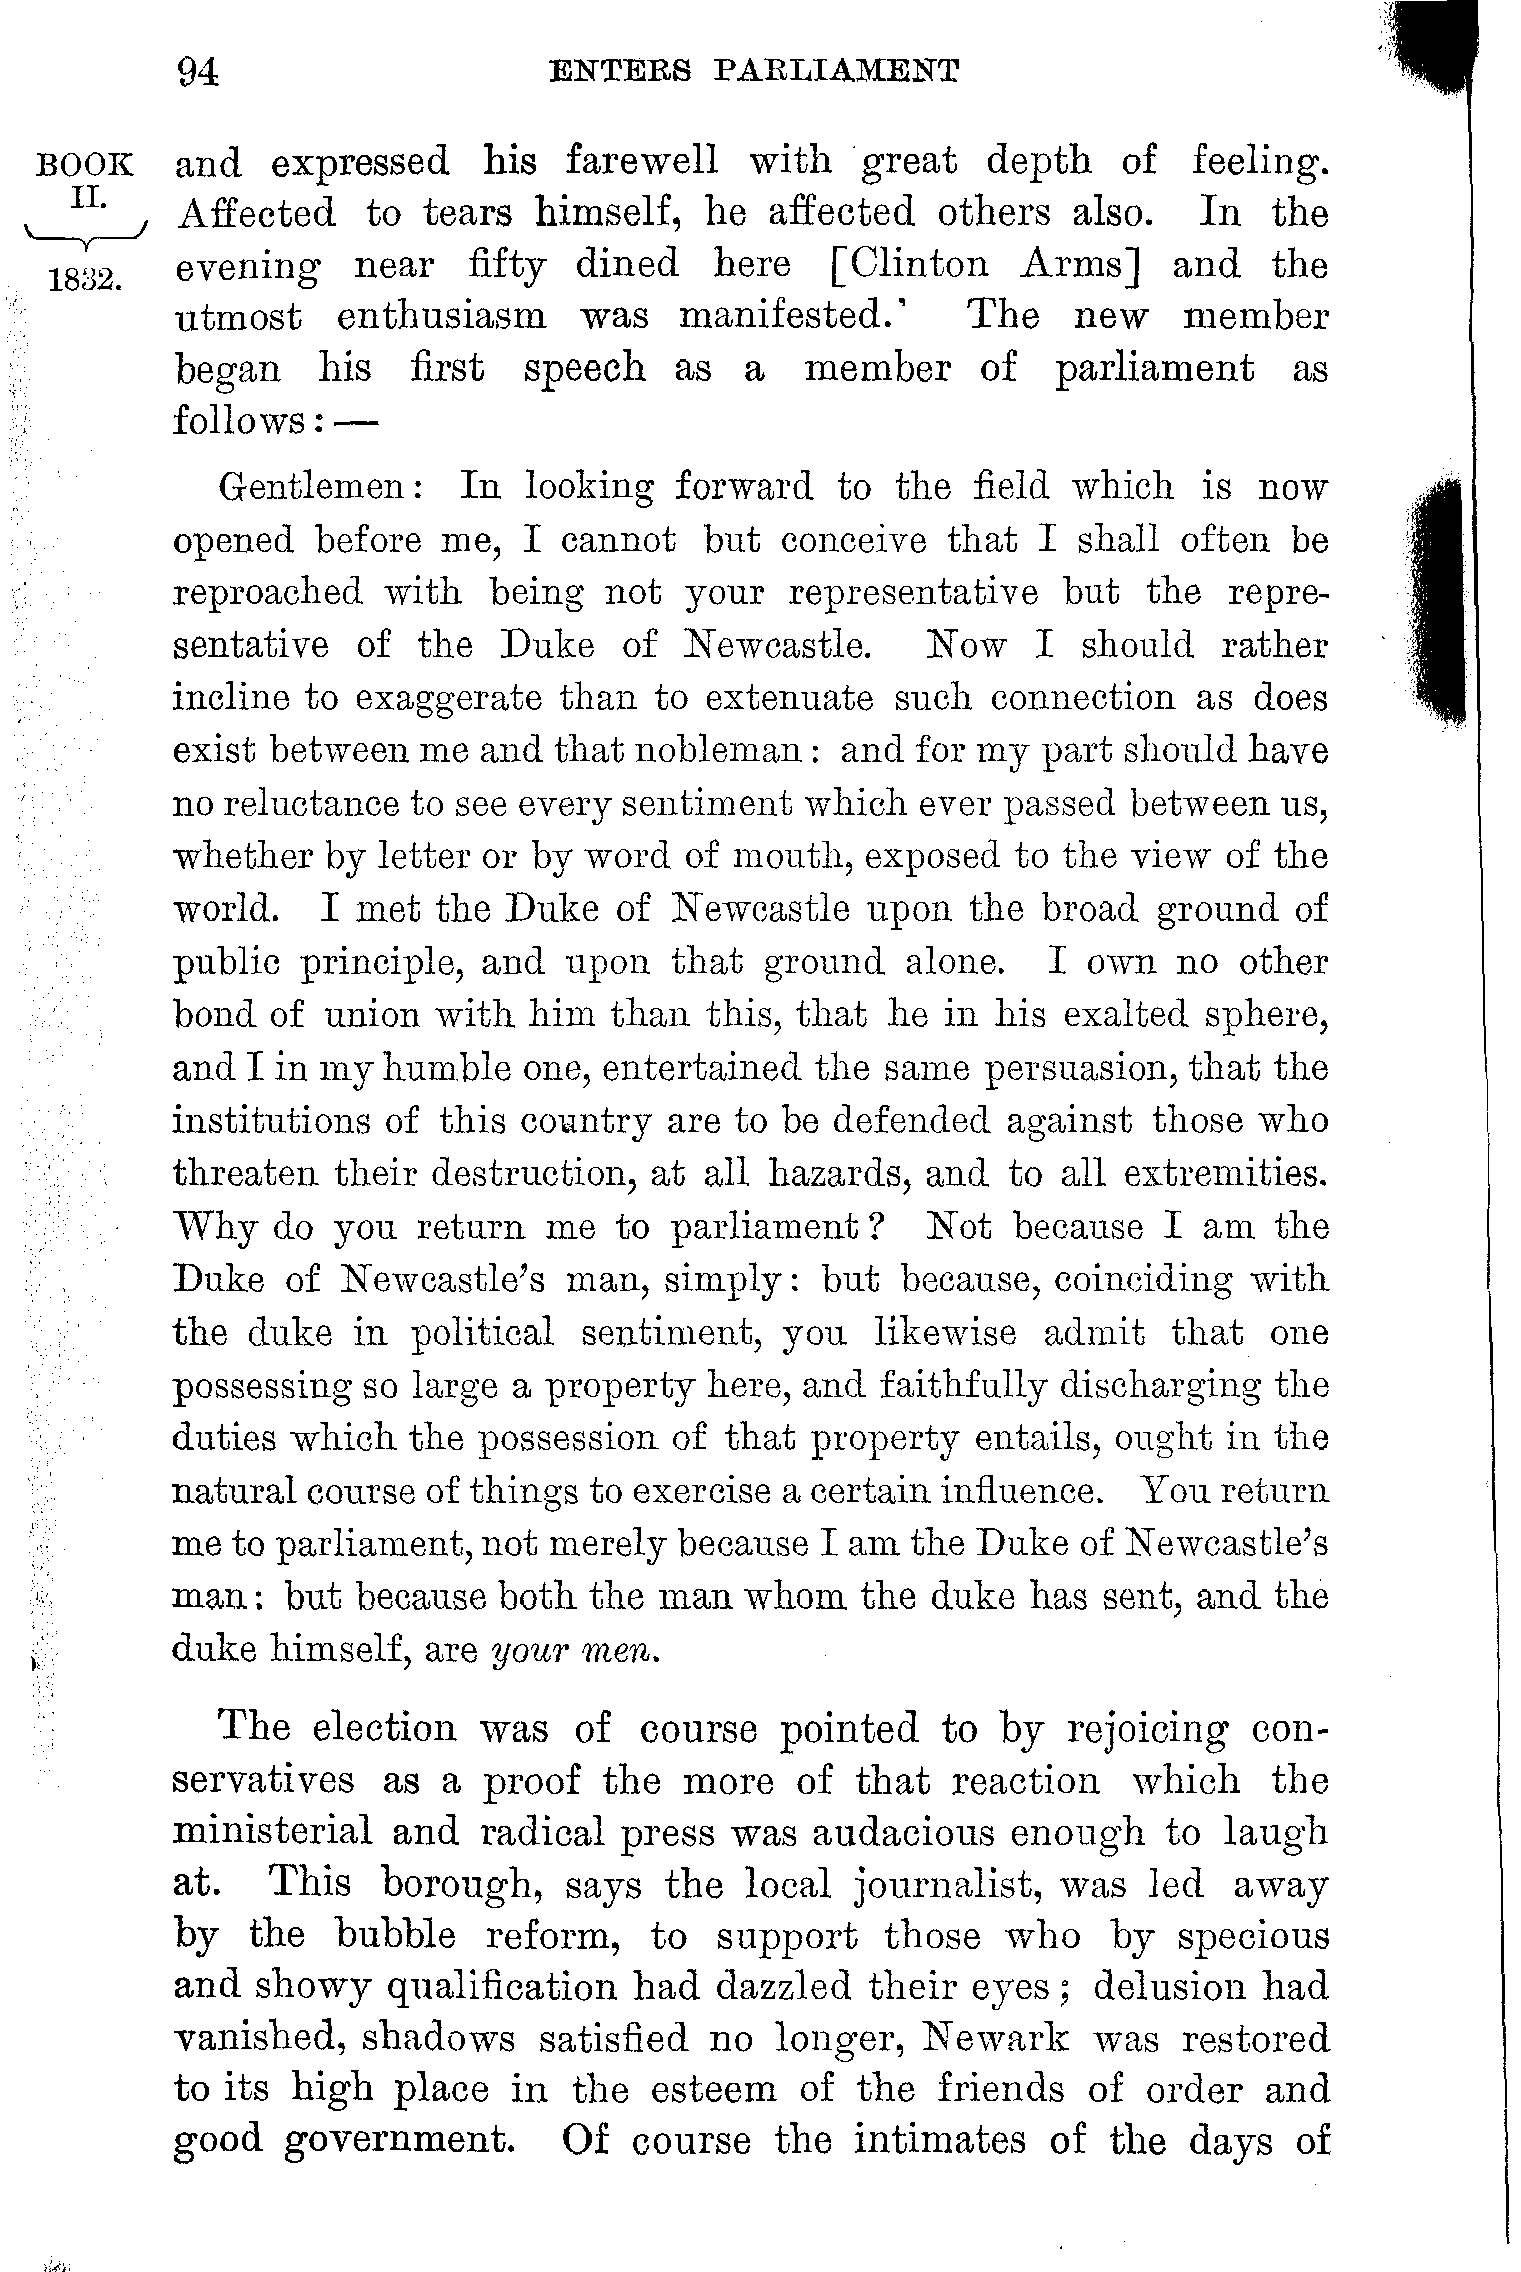 94 ENTERS PARLIAMENT
BOOK
II.
1832.
and expressed his farewell with great depth of feeling.
Affected to tears himself, he affected others also. In the
evening near fifty dined here [Clinton Arms] and the
utmost enthusiasm was manifested.' The new member
began his first speech as a member of parliament as
follows: —
Gentlemen: In looking forward to the field which is now
opened before me, I cannot but conceive that I shall often be
reproached with being not your representative but the repre-
sentative of the Duke of Newcastle. Now I should rather
incline to exaggerate than to extenuate such connection as does
exist between me and that nobleman: and for my part should have
no reluctance to see every sentiment which ever passed between us,
whether by letter or by word of mouth, exposed to the view of the
world. I met the Duke of Newcastle upon the broad ground of
public principle, and upon that ground alone. I own no other
bond of union with him than this, that he in his exalted sphere,
and I in my humble one, entertained the same persuasion, that the
institutions of this country are to be defended against those who
threaten their destruction, at all hazards, and to all extremities.
Why do you return me to parliament? Not because I am the
Duke of Newcastle's man, simply: but because, coinciding with
the duke in political sentiment, you likewise admit that one
possessing so large a property here, and faithfully discharging the
duties which the possession of that property entails, ought in the
natural course of things to exercise a certain influence. You return
me to parliament, not merely because I am the Duke of Newcastle's
man: but because both the man whom the duke has sent, and the
duke himself, are your men.
The election was of course pointed to by rejoicing con-
servatives as a proof the more of that reaction which the
ministerial and radical press was audacious enough to laugh
at. This borough, says the local journalist, was led away
by the bubble reform, to support those who by specious
and showy qualification had dazzled their eyes; delusion had
vanished, shadows satisfied no longer, Newark was restored
to its high place in the esteem of the friends of order and
good government. Of course the intimates of the days of